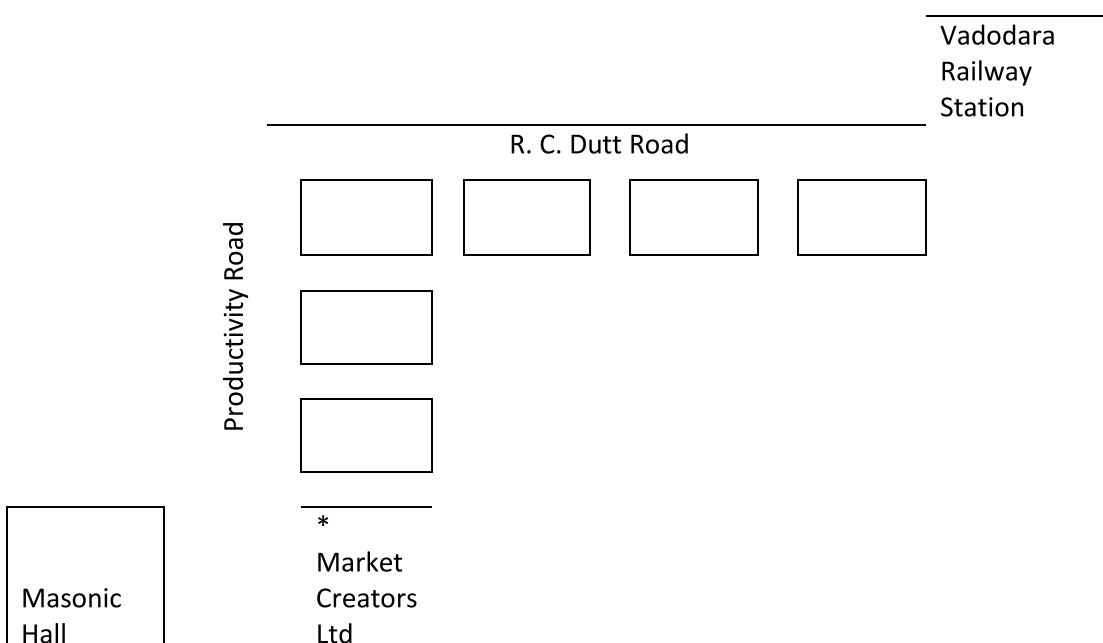 Vadodara
Railway
Station
R. C. Dutt Road
Productivity Road
*
Market
Creators
Ltd
Masonic
Hall